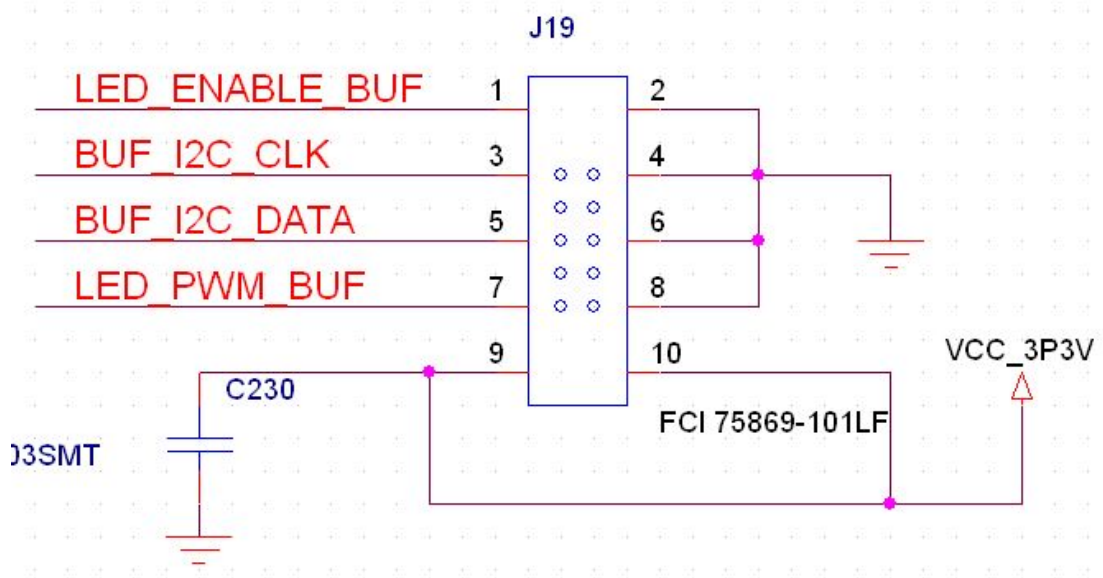 J19
LED_ENABLE_BUF 1 2
BUF_I2C_CLK 3 4
BUF_I2C_DATA 5 6
LED_PWM_BUF 7 8
9 10 VCC_3P3V
C230
FCI 75869-101LF
03SMT